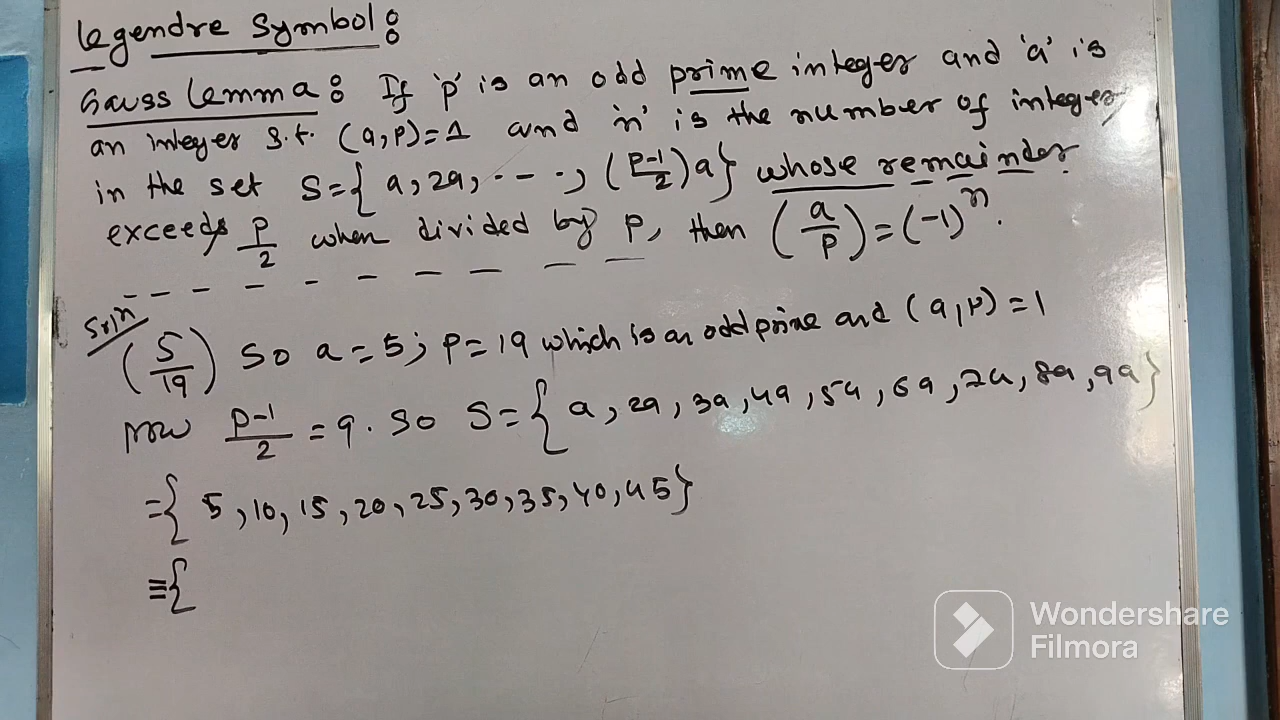 Legendre Symbol:
Gauss Lemma: If 'p' is an odd prime integer and 'a' is
an integer s.t. (a,p)=1 and 'n' is the number of integer
in the set S={a, 2a, ----, (p-1/2)a} whose remainder
exceeds p/2 when divided by p, then (a/p)=(-1)^n.
Soln
(5/19) so a=5; p=19 which is an odd prime and (a,p)=1
now p-1/2 = 9. so S={a, 2a, 3a, 4a, 5a, 6a, 7a, 8a, 9a}
={5, 10, 15, 20, 25, 30, 35, 40, 45}
≡{
Wondershare
Filmora